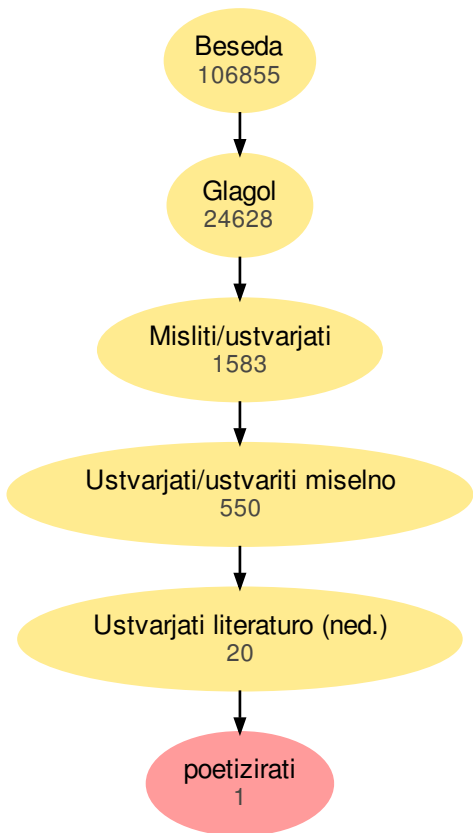 Beseda
106855
Glagol
24628
Misliti/ustvarjati
1583
Ustvarjati/ustvariti miselno
550
Ustvarjati literaturo (ned.)
20
poetizirati
1